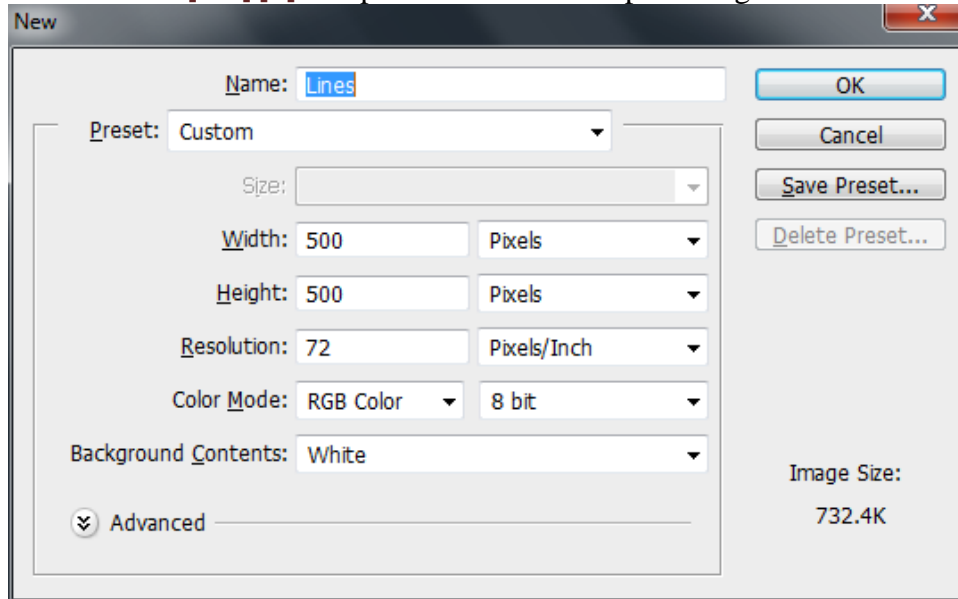 New
Name: Lines
OK
Preset: Custom
Cancel
Size:
Save Preset...
Width: 500 Pixels
Delete Preset...
Height: 500 Pixels
Resolution: 72 Pixels/Inch
Color Mode: RGB Color 8 bit
Background Contents: White
Image Size:
732.4K
Advanced